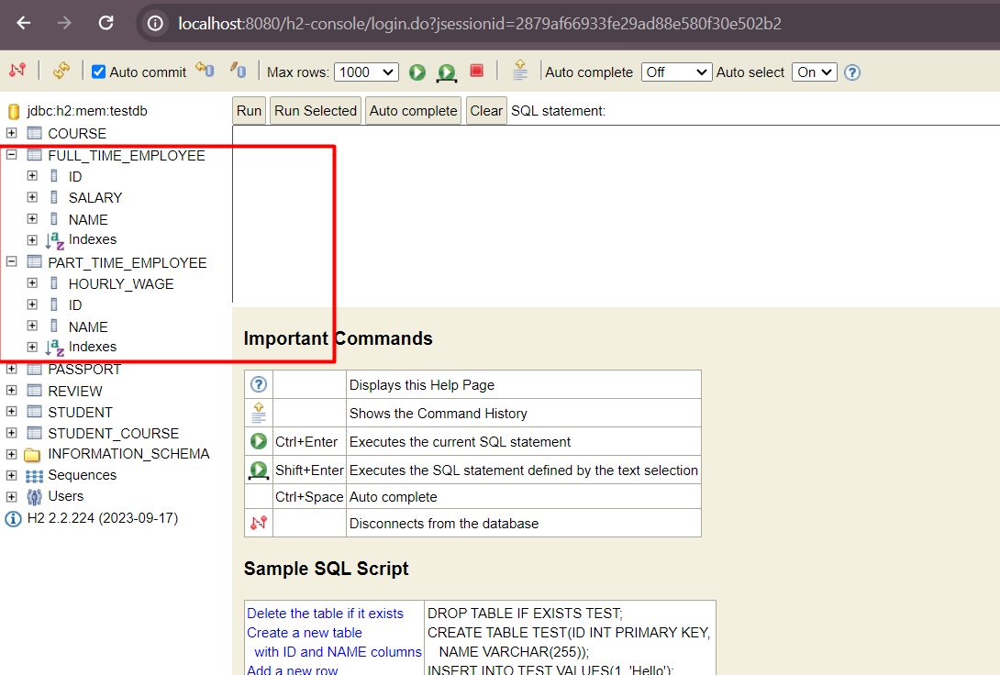 localhost:8080/h2-console/login.do?jsessionid=2879af66933fe29ad88e580f30e502b2
Auto commit Max rows: 1000 Auto complete Off Auto select On
jdbc:h2:mem:testdb
COURSE
FULL_TIME_EMPLOYEE
ID
SALARY
NAME
Indexes
PART_TIME_EMPLOYEE
HOURLY_WAGE
ID
NAME
Indexes
PASSPORT
REVIEW
STUDENT
STUDENT_COURSE
INFORMATION_SCHEMA
Sequences
Users
H2 2.2.224 (2023-09-17)
Run Run Selected Auto complete Clear SQL statement:
Important Commands
Displays this Help Page
Shows the Command History
Ctrl+Enter Executes the current SQL statement
Shift+Enter Executes the SQL statement defined by the text selection
Ctrl+Space Auto complete
Disconnects from the database
Sample SQL Script
Delete the table if it exists DROP TABLE IF EXISTS TEST;
Create a new table CREATE TABLE TEST(ID INT PRIMARY KEY,
with ID and NAME columns NAME VARCHAR(255));
Add a new row INSERT INTO TEST VALUES(1, 'Hello');